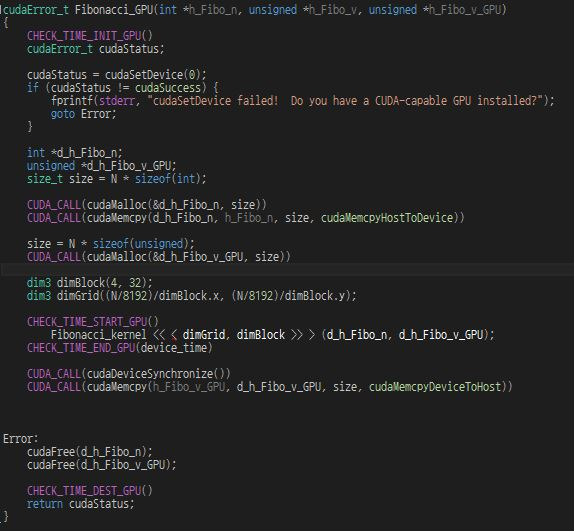 cudaError_t Fibonacci_GPU(int *h_Fibo_n, unsigned *h_Fibo_v, unsigned *h_Fibo_v_GPU)
{
    CHECK_TIME_INIT_GPU()
    cudaError_t cudaStatus;

    cudaStatus = cudaSetDevice(0);
    if (cudaStatus != cudaSuccess) {
        fprintf(stderr, "cudaSetDevice failed!  Do you have a CUDA-capable GPU installed?");
        goto Error;
    }

    int *d_h_Fibo_n;
    unsigned *d_h_Fibo_v_GPU;
    size_t size = N * sizeof(int);

    CUDA_CALL(cudaMalloc(&d_h_Fibo_n, size))
    CUDA_CALL(cudaMemcpy(d_h_Fibo_n, h_Fibo_n, size, cudaMemcpyHostToDevice))

    size = N * sizeof(unsigned);
    CUDA_CALL(cudaMalloc(&d_h_Fibo_v_GPU, size))

    dim3 dimBlock(4, 32);
    dim3 dimGrid((N/8192)/dimBlock.x, (N/8192)/dimBlock.y);

    CHECK_TIME_START_GPU()
        Fibonacci_kernel << < dimGrid, dimBlock >> > (d_h_Fibo_n, d_h_Fibo_v_GPU);
    CHECK_TIME_END_GPU(device_time)

    CUDA_CALL(cudaDeviceSynchronize())
    CUDA_CALL(cudaMemcpy(h_Fibo_v_GPU, d_h_Fibo_v_GPU, size, cudaMemcpyDeviceToHost))

Error:
    cudaFree(d_h_Fibo_n);
    cudaFree(d_h_Fibo_v_GPU);

    CHECK_TIME_DEST_GPU()
    return cudaStatus;
}